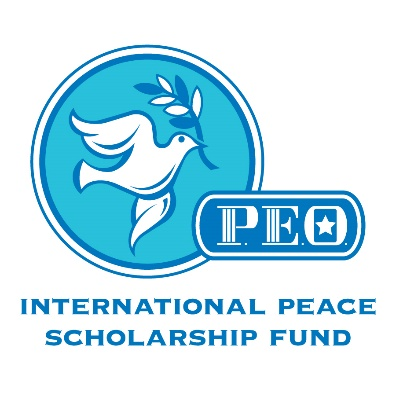 P.E.O.
INTERNATIONAL PEACE
SCHOLARSHIP FUND